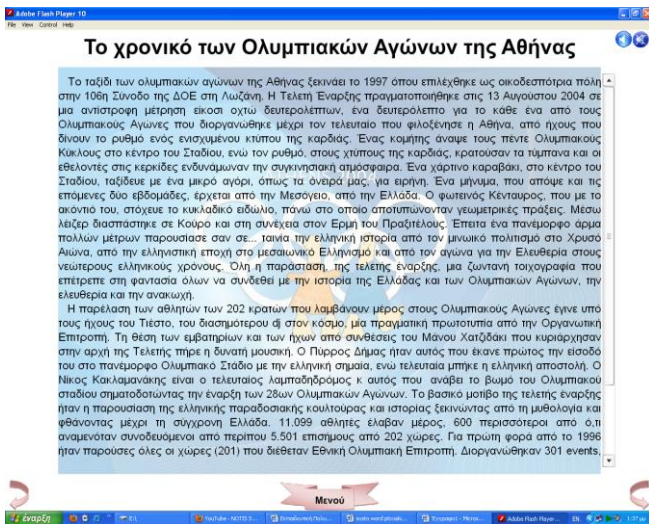 Adobe Flash Player 10
File View Control Help
Το χρονικό των Ολυμπιακών Αγώνων της Αθήνας
Το ταξίδι των ολυμπιακών αγώνων της Αθήνας ξεκινάει το 1997 όπου επιλέχθηκε ως οικοδεσπότρια πόλη
στην 106η Σύνοδο της ΔΟΕ στη Λωζάνη. Η Τελετή Έναρξης πραγματοποιήθηκε στις 13 Αυγούστου 2004 σε
μια αντίστροφη μέτρηση είκοσι οχτώ δευτερολέπτων, ένα δευτερόλεπτο για το κάθε ένα από τους
Ολυμπιακούς Αγώνες που διοργανώθηκε μέχρι τον τελευταίο που φιλοξένησε η Αθήνα, από ήχους που
δίνουν το ρυθμό ενός ενισχυμένου κτύπου της καρδιάς. Ένας κομήτης άναψε τους πέντε Ολυμπιακούς
Κύκλους στο κέντρο του Σταδίου, ενώ τον ρυθμό, στους χτύπους της καρδιάς, κρατούσαν τα τύμπανα και οι
εθελοντές στις κερκίδες ενδυνάμωναν την συγκινησιακή ατμόσφαιρα. Ένα χάρτινο καραβάκι, στο κέντρο του
Σταδίου, ταξίδευε με ένα μικρό αγόρι, όπως τα όνειρά μας, για ειρήνη. Ένα μήνυμα, που απόψε και τις
επόμενες δύο εβδομάδες, έρχεται από την Μεσόγειο, από την Ελλάδα. Ο φωτεινός Κένταυρος, που με το
ακόντιό του, στόχευε το κυκλαδικό ειδώλιο, πάνω στο οποίο αποτυπώνονταν γεωμετρικές πράξεις. Μέσω
λέιζερ διασπάστηκε σε Κούρο και στη συνέχεια στον Ερμή του Πραξιτέλους. Έπειτα ένα πανέμορφο άρμα
πολλών μέτρων παρουσίασε σαν σε... ταινία την ελληνική ιστορία από τον μινωικό πολιτισμό στο Χρυσό
Αιώνα, από την ελληνιστική εποχή στο μεσαιωνικό Ελληνισμό και από τον αγώνα για την Ελευθερία στους
νεώτερους ελληνικούς χρόνους. Όλη η παράσταση, της τελέτης έναρξης, μια ζωντανή τοιχογραφία που
επέτρεπε στη φαντασία όλων να συνδεθεί με την ιστορία της Ελλάδας και των Ολυμπιακών Αγώνων, την
ελευθερία και την ανακωχή.
Η παρέλαση των αθλητών των 202 κρατών που λαμβάνουν μέρος στους Ολυμπιακούς Αγώνες έγινε υπό
τους ήχους του Τιέστο, του διασημότερου dj στον κόσμο, μία πραγματική πρωτοτυπία από την Οργανωτική
Επιτροπή. Τη θέση των εμβατηρίων και των ήχων από συνθέσεις του Μάνου Χατζιδάκι που κυριάρχησαν
στην αρχή της Τελετής πήρε η δυνατή μουσική. Ο Πύρρος Δήμας ήταν αυτός που έκανε πρώτος την είσοδό
του στο πανέμορφο Ολυμπιακό Στάδιο με την ελληνική σημαία, ενώ τελευταία μπήκε η ελληνική αποστολή. Ο
Νίκος Κακλαμανάκης είναι ο τελευταίος λαμπαδηδρόμος κ αυτός που ανάβει το βωμό του Ολυμπιακού
σταδίου σηματοδοτώντας την έναρξη των 28ων Ολυμπιακών Αγώνων. Το βασικό μοτίβο της τελετής έναρξης
ήταν η παρουσίαση της ελληνικής παραδοσιακής κουλτούρας και ιστορίας ξεκινώντας από τη μυθολογία και
φθάνοντας μέχρι τη σύγχρονη Ελλάδα. 11.099 αθλητές έλαβαν μέρος, 600 περισσότεροι από ό,τι
αναμενόταν συνοδευόμενοι από περίπου 5.501 επισήμους από 202 χώρες. Για πρώτη φορά από το 1996
ήταν παρούσες όλες οι χώρες (201) που διέθεταν Εθνική Ολυμπιακή Επιτροπή. Διοργανώθηκαν 301 events,
Μενού
έναρξη
YouTube - NOTIS S...
Adobe Flash Player...
EN
1:37 μμ